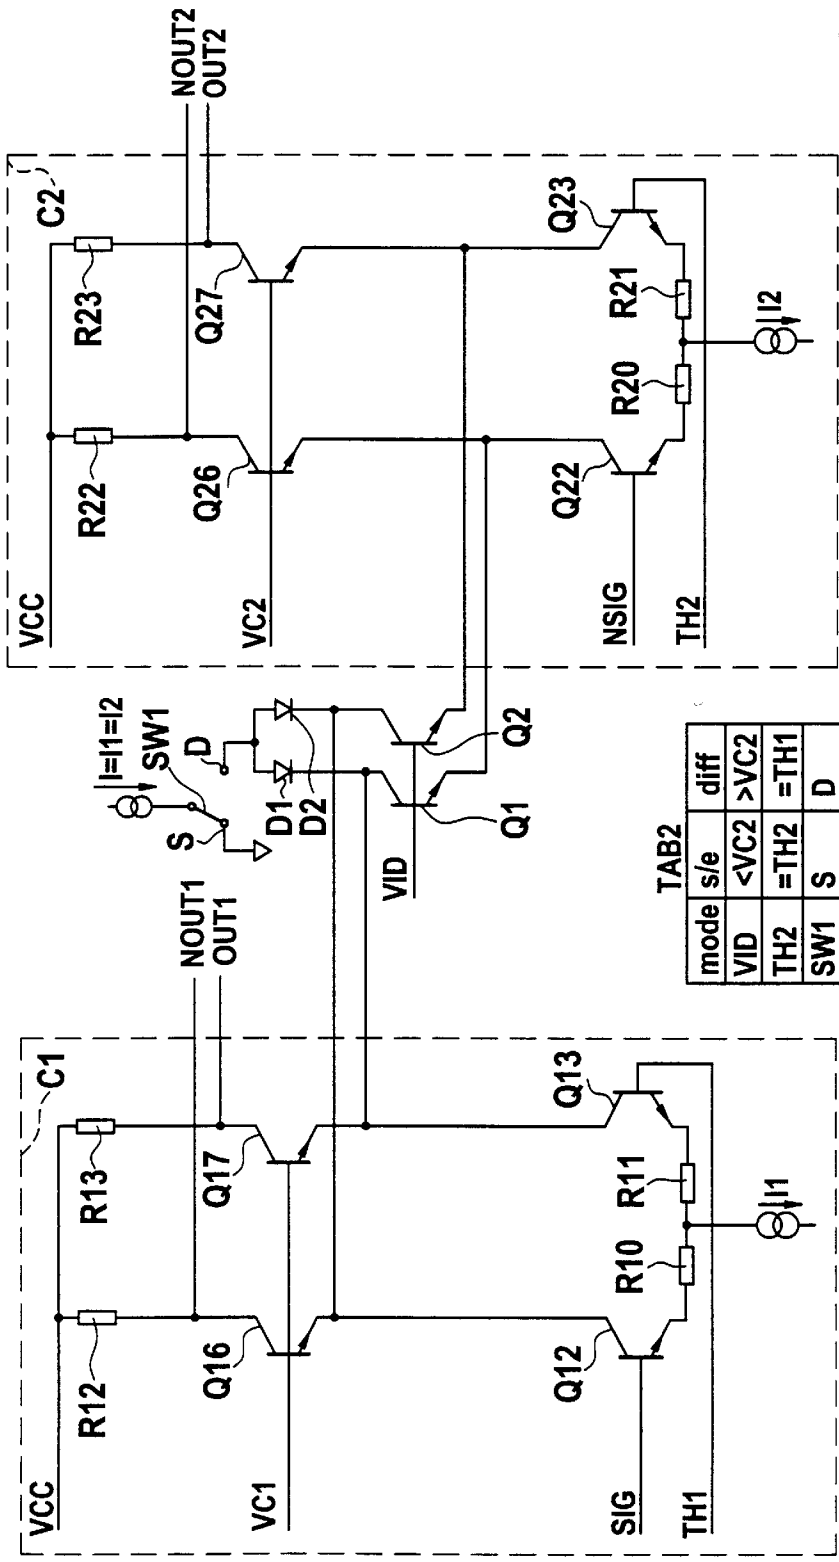 C1
VCC
R12
R13
NOUT1
OUT1
Q16
Q17
VC1
Q12
Q13
R10
R11
SIG
TH1
I1
I=I1=I2
SW1
S
D
D1
D2
VID
Q1
Q2
C2
VCC
R22
R23
NOUT2
OUT2
Q26
Q27
VC2
Q22
Q23
R20
R21
NSIG
TH2
I2
TAB2
mode s/e diff
VID <VC2 >VC2
TH2 =TH2 =TH1
SW1 S D